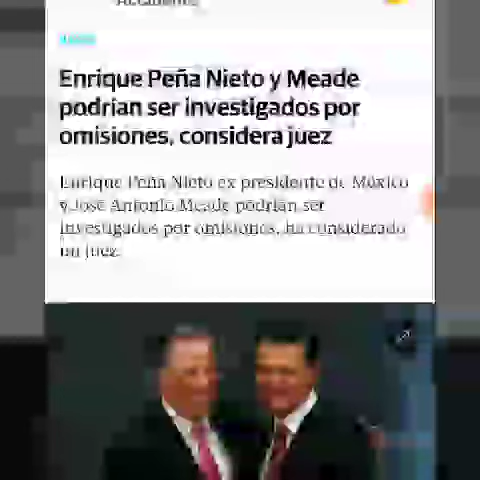 Accidente
Enrique Peña Nieto y Meade
podrían ser investigados por
omisiones, considera juez
Enrique Peña Nieto ex presidente de México
y José Antonio Meade podrían ser
investigados por omisiones, ha considerado
un juez.